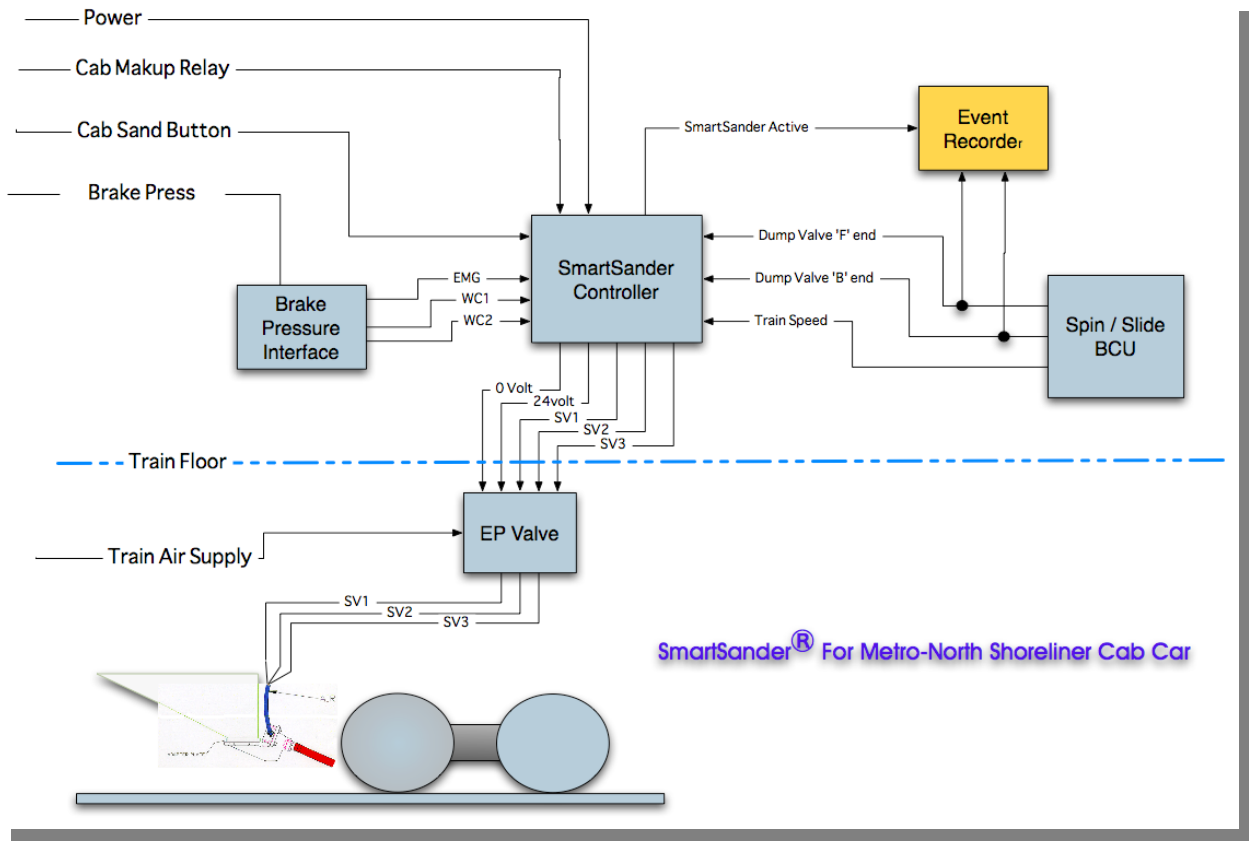 Power
Cab Makup Relay
Cab Sand Button
Brake Press
SmartSander Active
Event
Recorder
Dump Valve 'F' end
Dump Valve 'B' end
Train Speed
SmartSander
Controller
EMG
WC1
WC2
Brake
Pressure
Interface
Spin / Slide
BCU
0 Volt
24volt
SV1
SV2
SV3
Train Floor
EP Valve
Train Air Supply
SV1
SV2
SV3
SmartSander® For Metro-North Shoreliner Cab Car